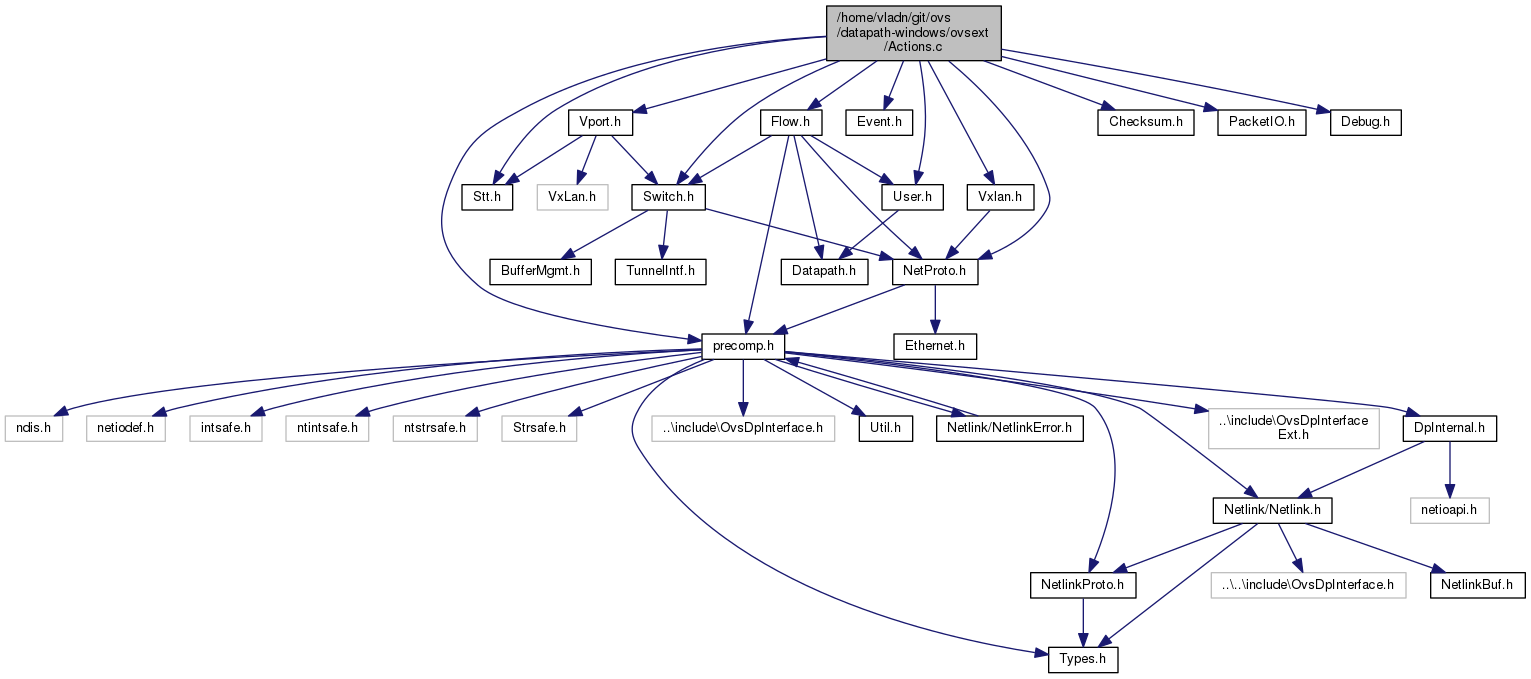 /home/vladn/git/ovs
/datapath-windows/ovsext
/Actions.c
Vport.h
Flow.h
Event.h
Checksum.h
PacketIO.h
Debug.h
Stt.h
VxLan.h
Switch.h
User.h
Vxlan.h
BufferMgmt.h
TunnelIntf.h
Datapath.h
NetProto.h
precomp.h
Ethernet.h
ndis.h
netiodef.h
intsafe.h
ntintsafe.h
ntstrsafe.h
Strsafe.h
..\include\OvsDpInterface.h
Util.h
Netlink/NetlinkError.h
..\include\OvsDpInterface
Ext.h
DpInternal.h
Netlink/Netlink.h
netioapi.h
NetlinkProto.h
..\..\include\OvsDpInterface.h
NetlinkBuf.h
Types.h